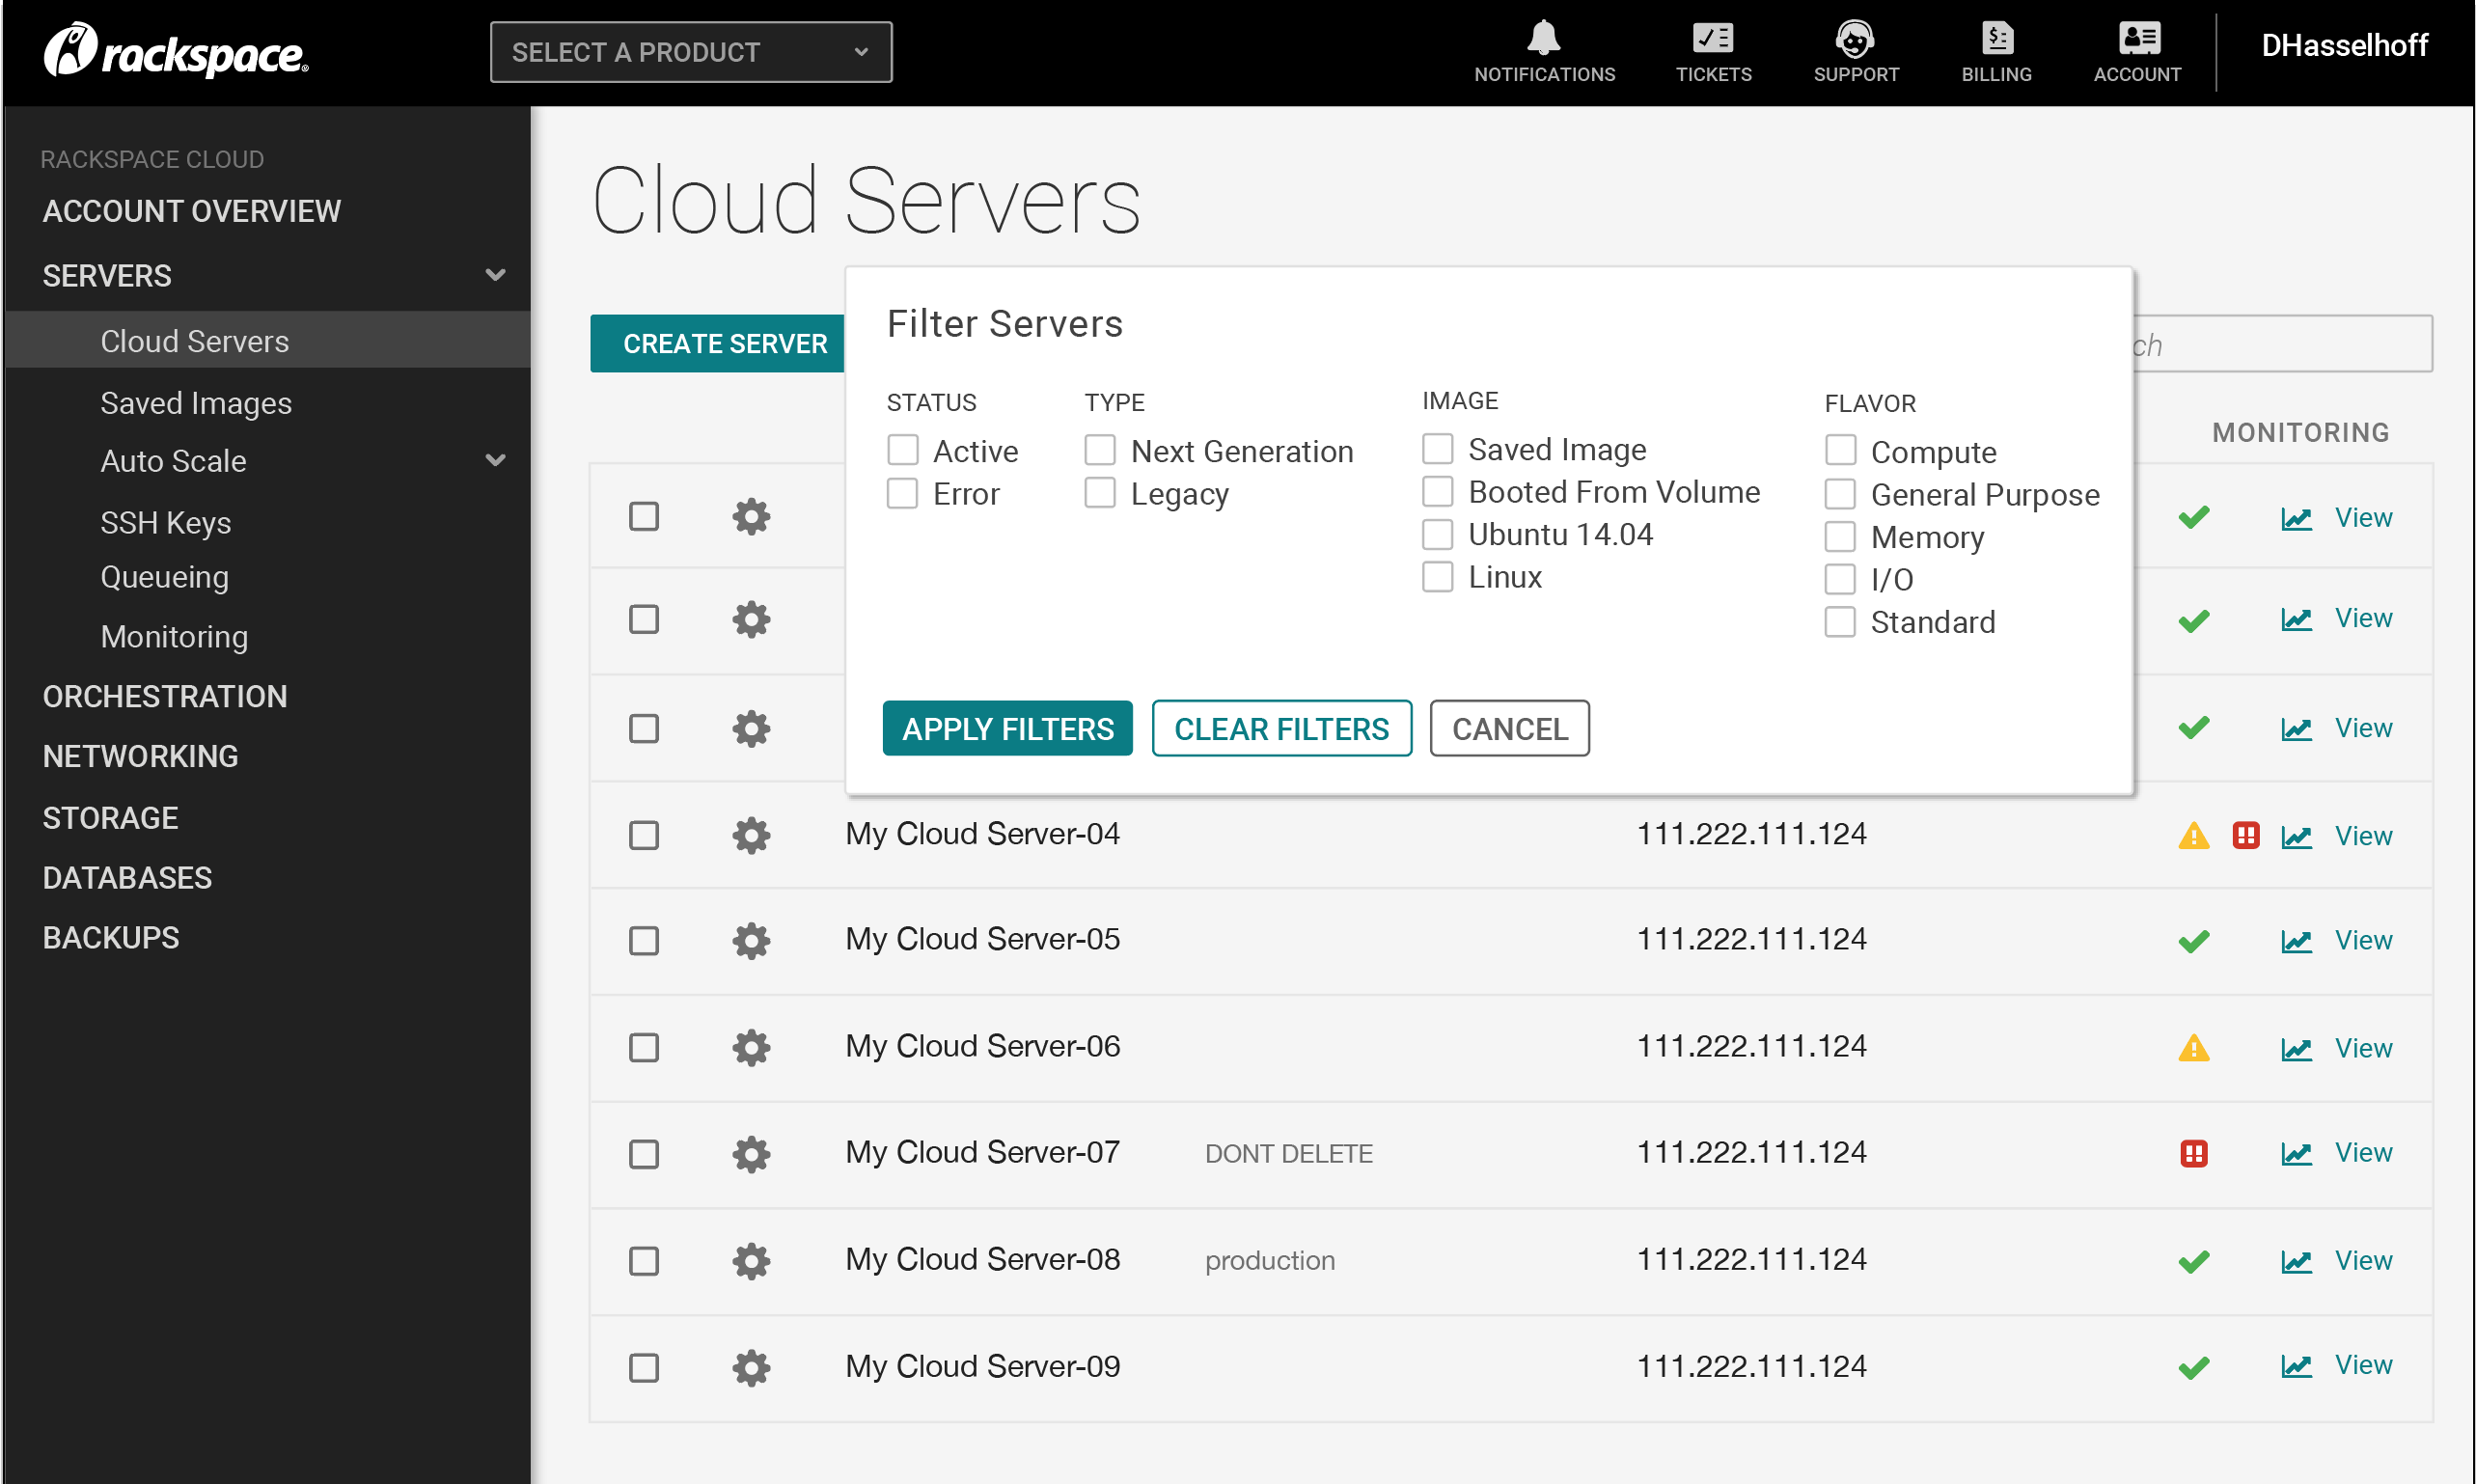 rackspace®
SELECT A PRODUCT
NOTIFICATIONS
TICKETS
SUPPORT
BILLING
ACCOUNT
DHasselhoff
RACKSPACE CLOUD
ACCOUNT OVERVIEW
SERVERS
Cloud Servers
Saved Images
Auto Scale
SSH Keys
Queueing
Monitoring
ORCHESTRATION
NETWORKING
STORAGE
DATABASES
BACKUPS
Cloud Servers
CREATE SERVER
ch
MONITORING
Filter Servers
STATUS
Active
Error
TYPE
Next Generation
Legacy
IMAGE
Saved Image
Booted From Volume
Ubuntu 14.04
Linux
FLAVOR
Compute
General Purpose
Memory
I/O
Standard
APPLY FILTERS
CLEAR FILTERS
CANCEL
View
View
View
My Cloud Server-04 111.222.111.124 View
My Cloud Server-05 111.222.111.124 View
My Cloud Server-06 111.222.111.124 View
My Cloud Server-07 DONT DELETE 111.222.111.124 View
My Cloud Server-08 production 111.222.111.124 View
My Cloud Server-09 111.222.111.124 View